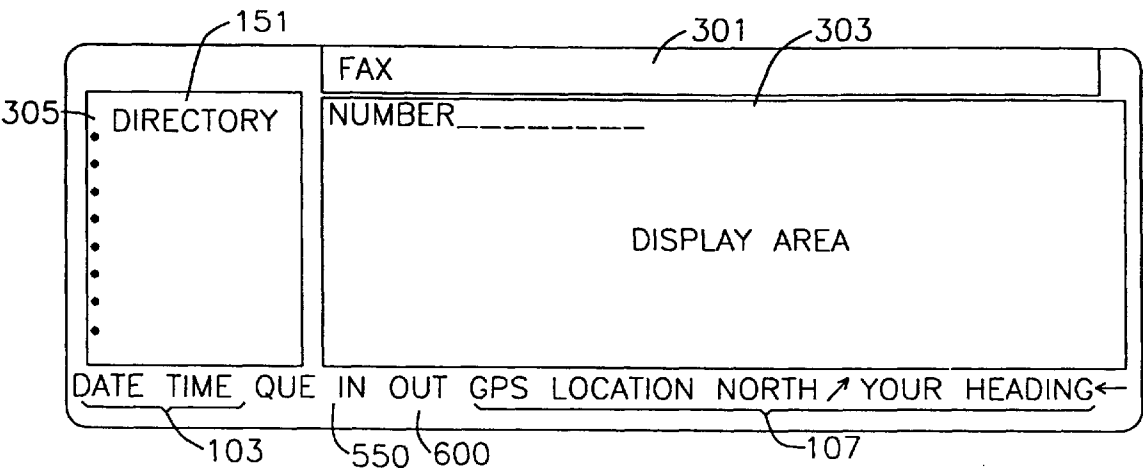 151
301
303
FAX
305
DIRECTORY
NUMBER_ _ _ _ _ _ _ _
DISPLAY AREA
DATE TIME QUE IN OUT GPS LOCATION NORTH ↗ YOUR HEADING ←
103
550
600
107